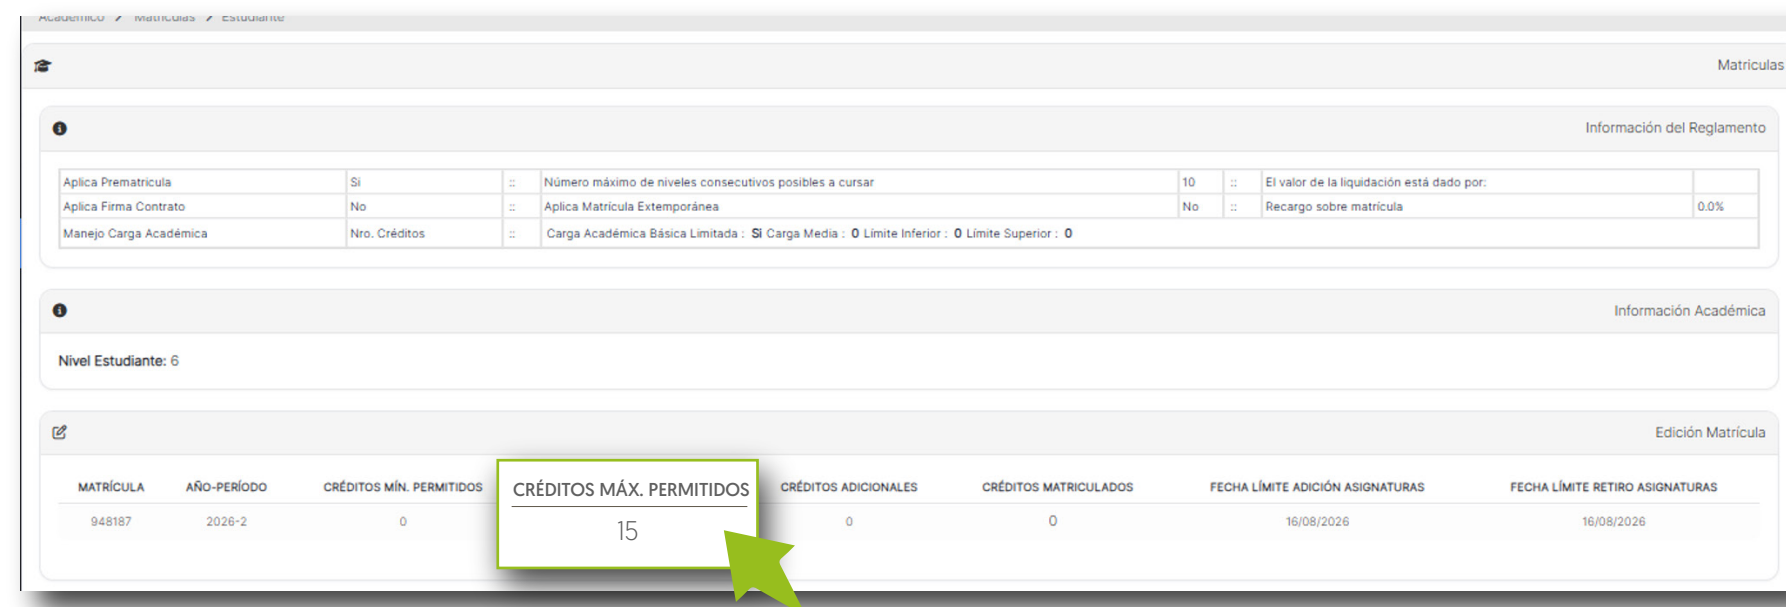 Académico > Matrículas > Estudiante
Matriculas
Información del Reglamento
Aplica Prematricula Si :: Número máximo de niveles consecutivos posibles a cursar 10 :: El valor de la liquidación está dado por:
Aplica Firma Contrato No :: Aplica Matrícula Extemporánea No :: Recargo sobre matrícula 0.0%
Manejo Carga Académica Nro. Créditos :: Carga Académica Básica Limitada : Si Carga Media : 0 Límite Inferior : 0 Límite Superior : 0
Información Académica
Nivel Estudiante: 6
Edición Matrícula
MATRÍCULA AÑO-PERÍODO CRÉDITOS MÍN. PERMITIDOS CRÉDITOS MÁX. PERMITIDOS CRÉDITOS ADICIONALES CRÉDITOS MATRICULADOS FECHA LÍMITE ADICIÓN ASIGNATURAS FECHA LÍMITE RETIRO ASIGNATURAS
948187 2026-2 0 15 0 0 16/08/2026 16/08/2026